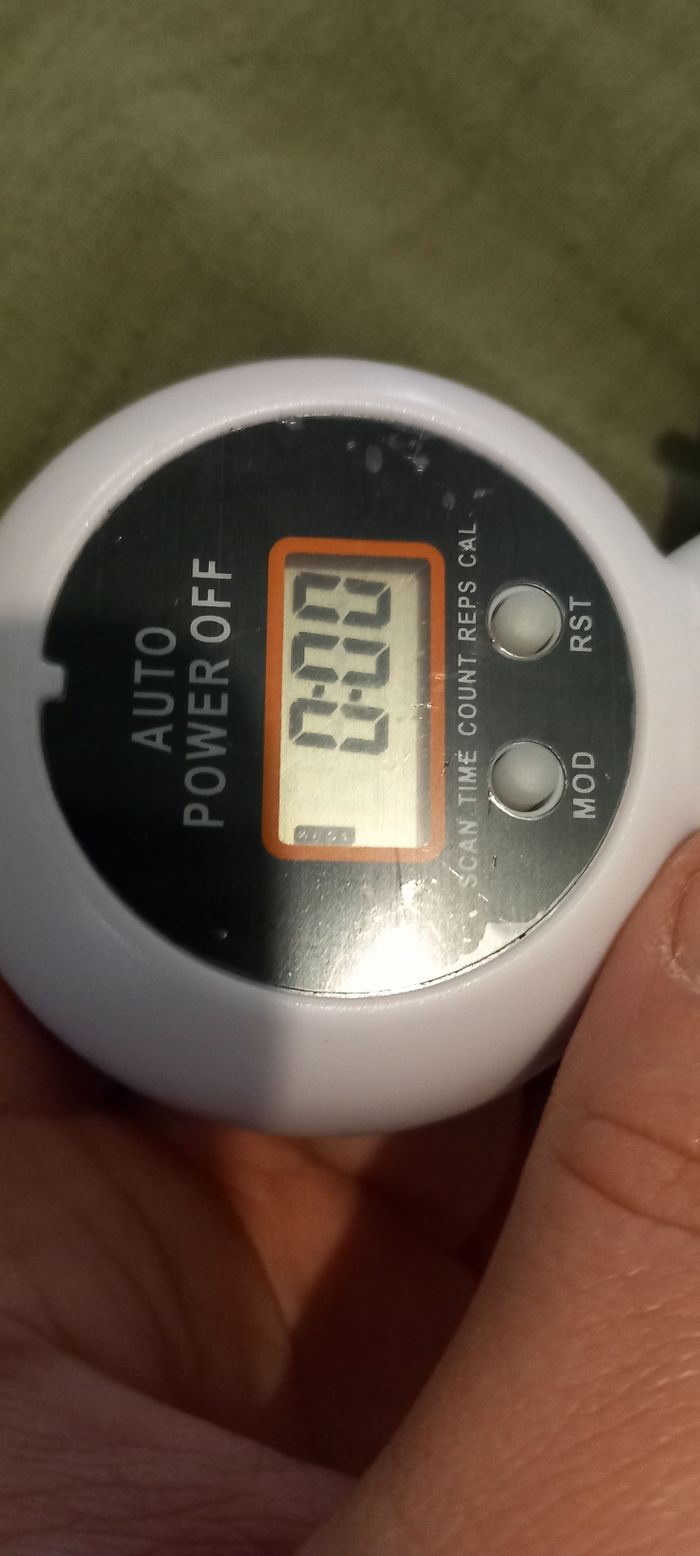 AUTO
POWER OFF
0:00
SCAN TIME COUNT REPS CAL
MOD RST